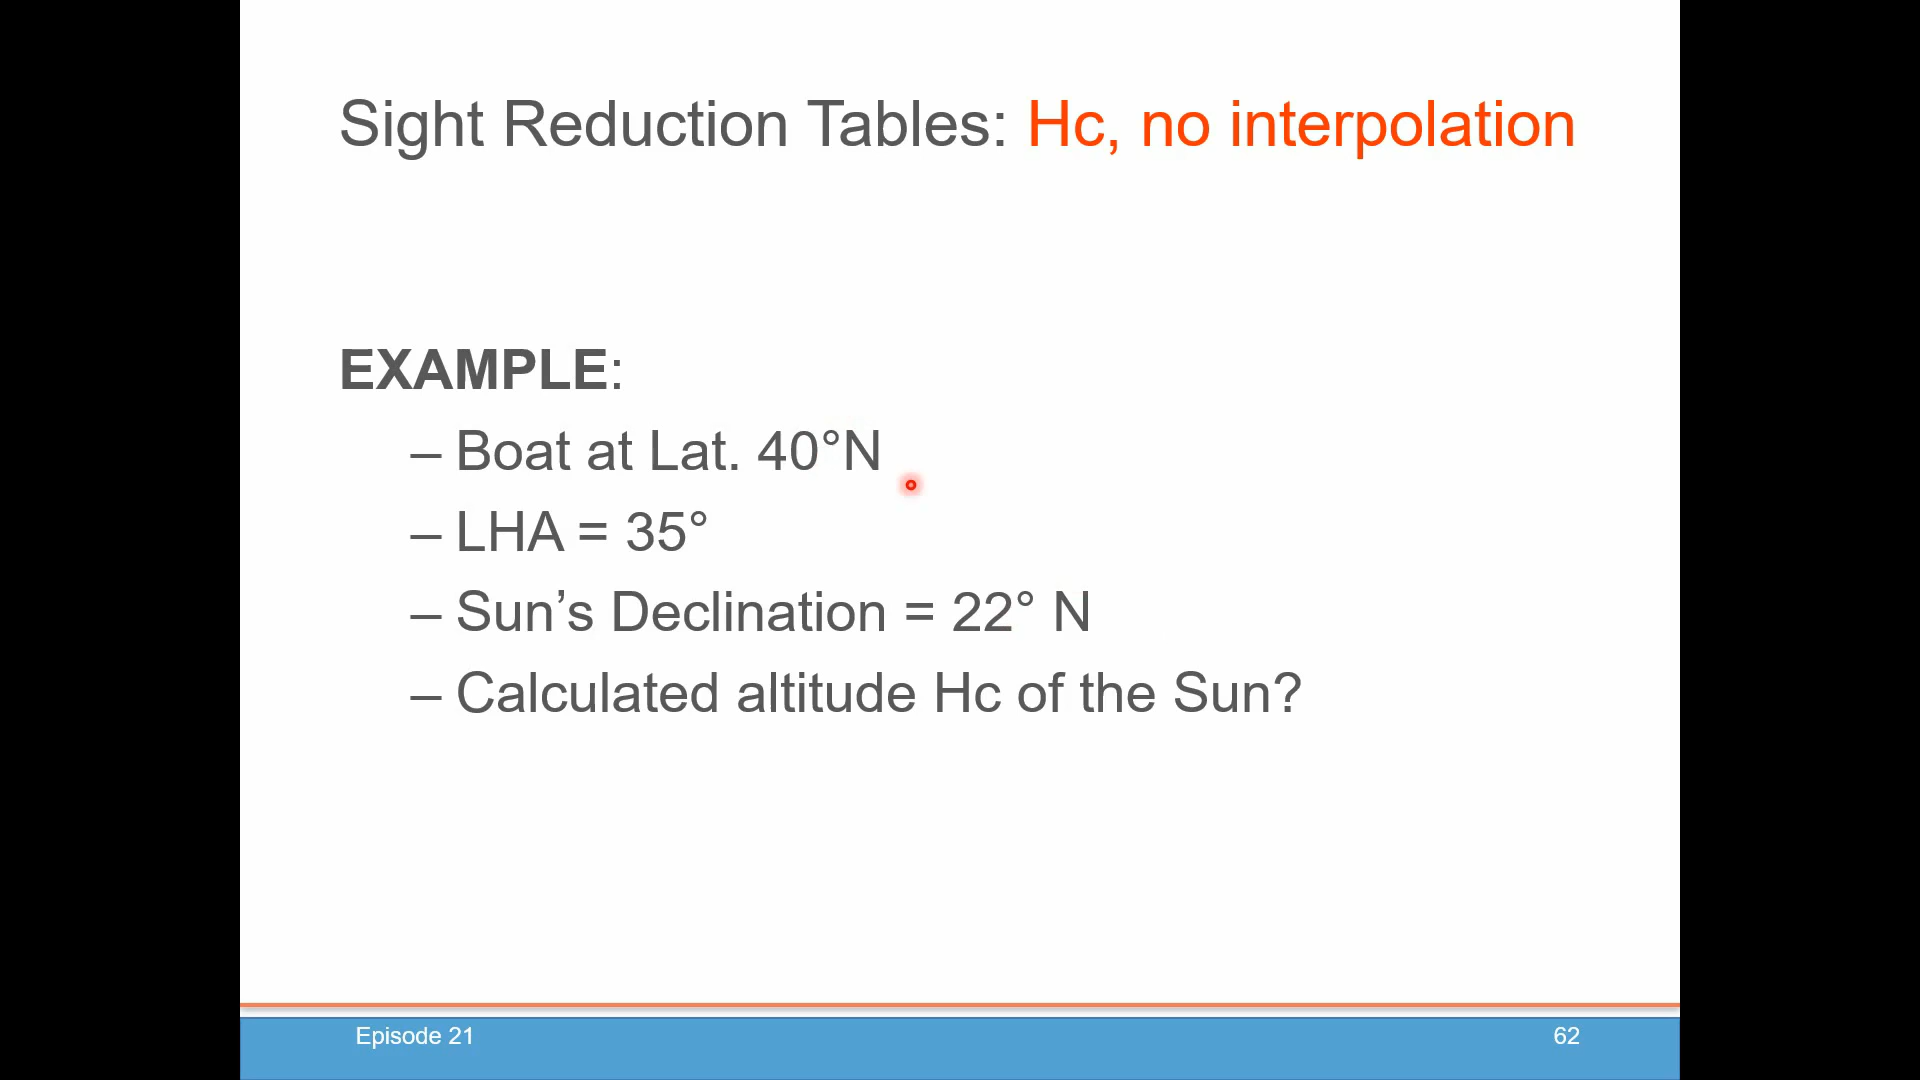 Sight Reduction Tables: Hc, no interpolation
EXAMPLE:
– Boat at Lat. 40°N
– LHA = 35°
– Sun’s Declination = 22° N
– Calculated altitude Hc of the Sun?
Episode 21
62